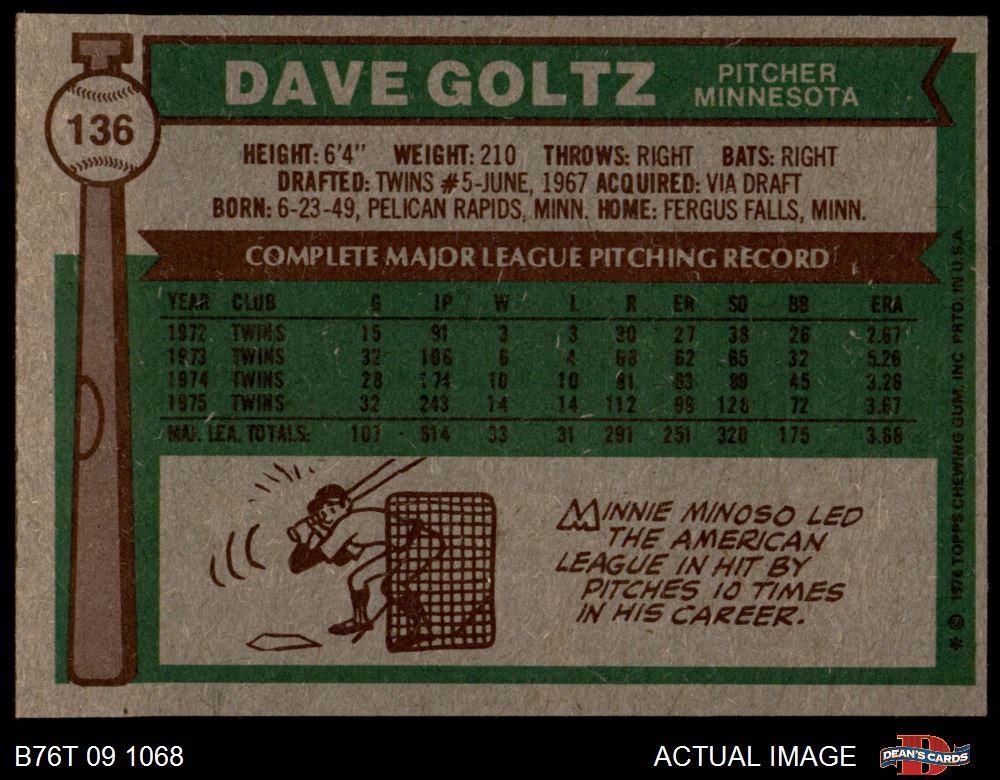 136
DAVE GOLTZ
PITCHER
MINNESOTA
HEIGHT: 6'4" WEIGHT: 210 THROWS: RIGHT BATS: RIGHT
DRAFTED: TWINS #5-JUNE, 1967 ACQUIRED: VIA DRAFT
BORN: 6-23-49, PELICAN RAPIDS, MINN. HOME: FERGUS FALLS, MINN.
COMPLETE MAJOR LEAGUE PITCHING RECORD
YEAR CLUB G IP W L R ER SO BB ERA
1972 TWINS 15 91 3 3 30 27 38 26 2.67
1973 TWINS 32 106 6 4 68 62 65 32 5.26
1974 TWINS 28 174 10 10 81 63 89 45 3.26
1975 TWINS 32 243 14 14 112 99 128 72 3.67
MAJ. LEA. TOTALS: 107 614 33 31 291 251 320 175 3.68
MINNIE MINOSO LED
THE AMERICAN
LEAGUE IN HIT BY
PITCHES 10 TIMES
IN HIS CAREER.
* © 1976 TOPPS CHEWING GUM, INC. PRTD. IN U.S.A.
B76T 09 1068
ACTUAL IMAGE
DEAN'S CARDS